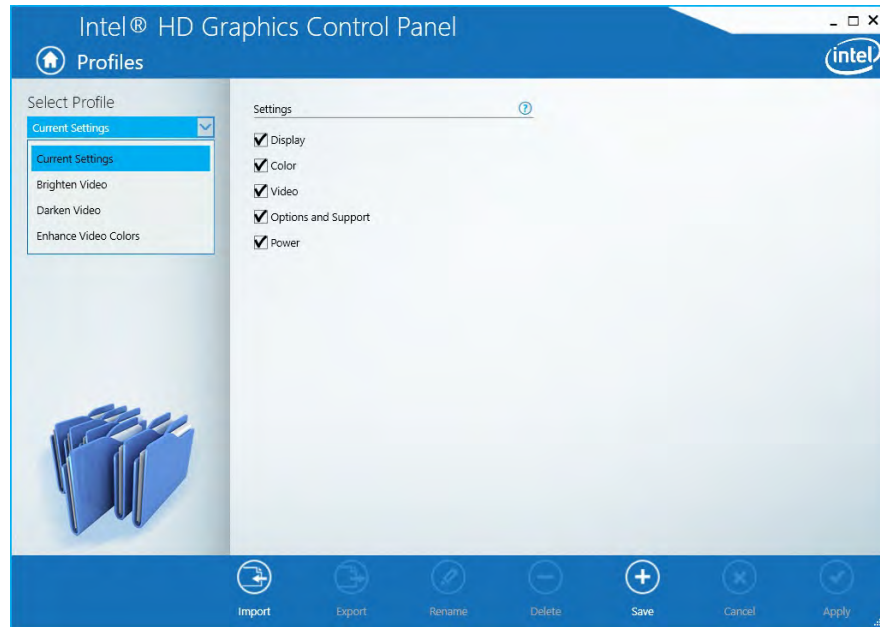 Intel® HD Graphics Control Panel
Profiles
intel
Select Profile
Current Settings
Current Settings
Brighten Video
Darken Video
Enhance Video Colors
Settings
?
Display
Color
Video
Options and Support
Power
Import
Export
Rename
Delete
Save
Cancel
Apply